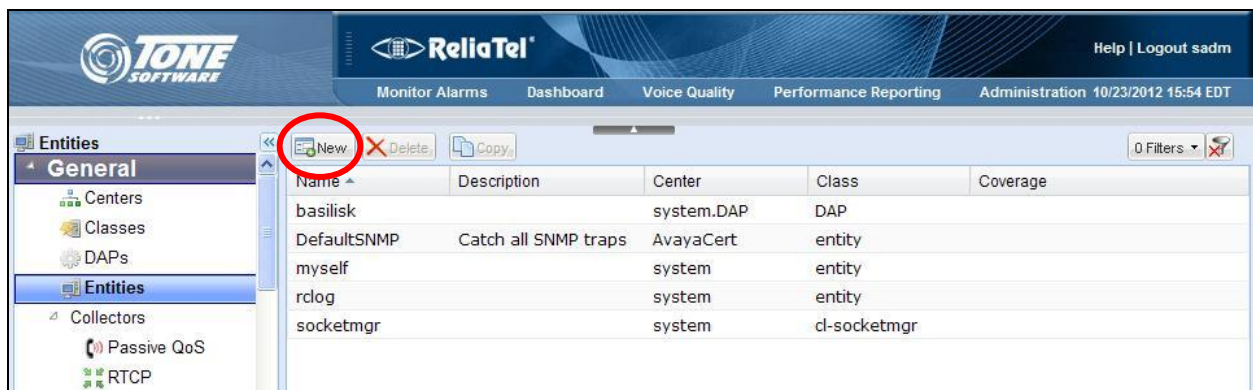 TONE
SOFTWARE
ReliaTel
Help | Logout sadm
Monitor Alarms Dashboard Voice Quality Performance Reporting Administration 10/23/2012 15:54 EDT
Entities
General
Centers
Classes
DAPs
Entities
Collectors
Passive QoS
RTCP
New Delete Copy 0 Filters
Name Description Center Class Coverage
basilisk system.DAP DAP
DefaultSNMP Catch all SNMP traps AvayaCert entity
myself system entity
rclog system entity
socketmgr system cl-socketmgr